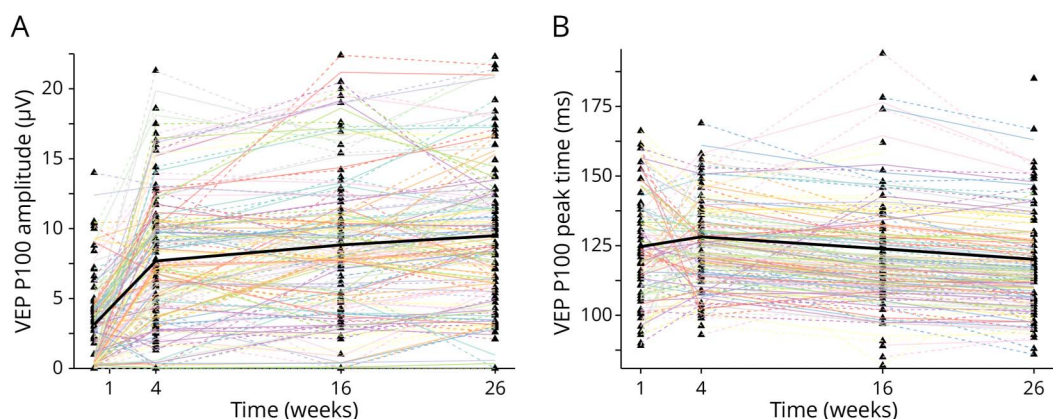 A
VEP P100 amplitude (µV)
20
15
10
5
0
1 4 16 26
Time (weeks)
B
VEP P100 peak time (ms)
175
150
125
100
1 4 16 26
Time (weeks)